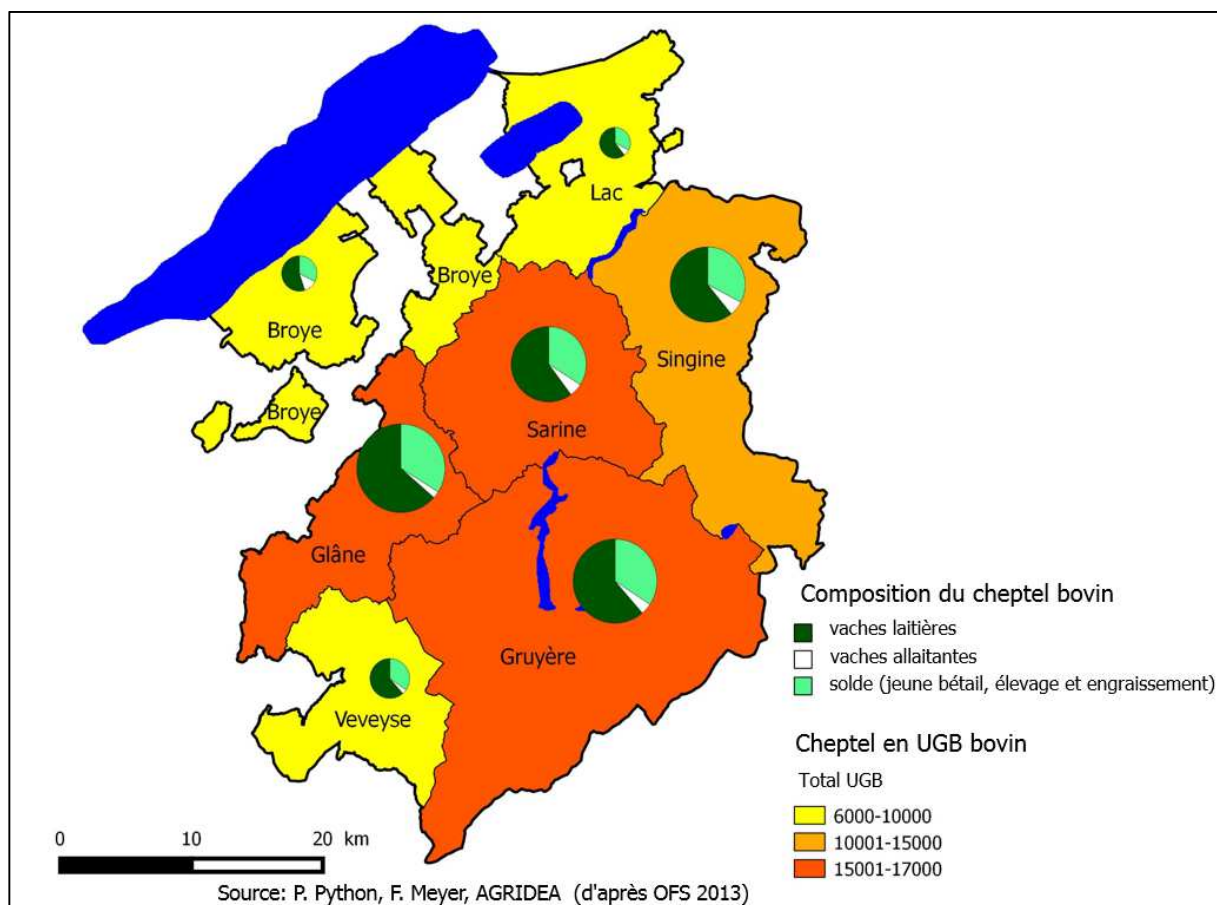 Lac
Broye
Broye
Singine
Broye
Sarine
Glâne
Gruyère
Veveyse
Composition du cheptel bovin
vaches laitières
vaches allaitantes
solde (jeune bétail, élevage et engraissement)
Cheptel en UGB bovin
Total UGB
6000-10000
10001-15000
15001-17000
0 10 20 km
Source: P. Python, F. Meyer, AGRIDEA (d'après OFS 2013)